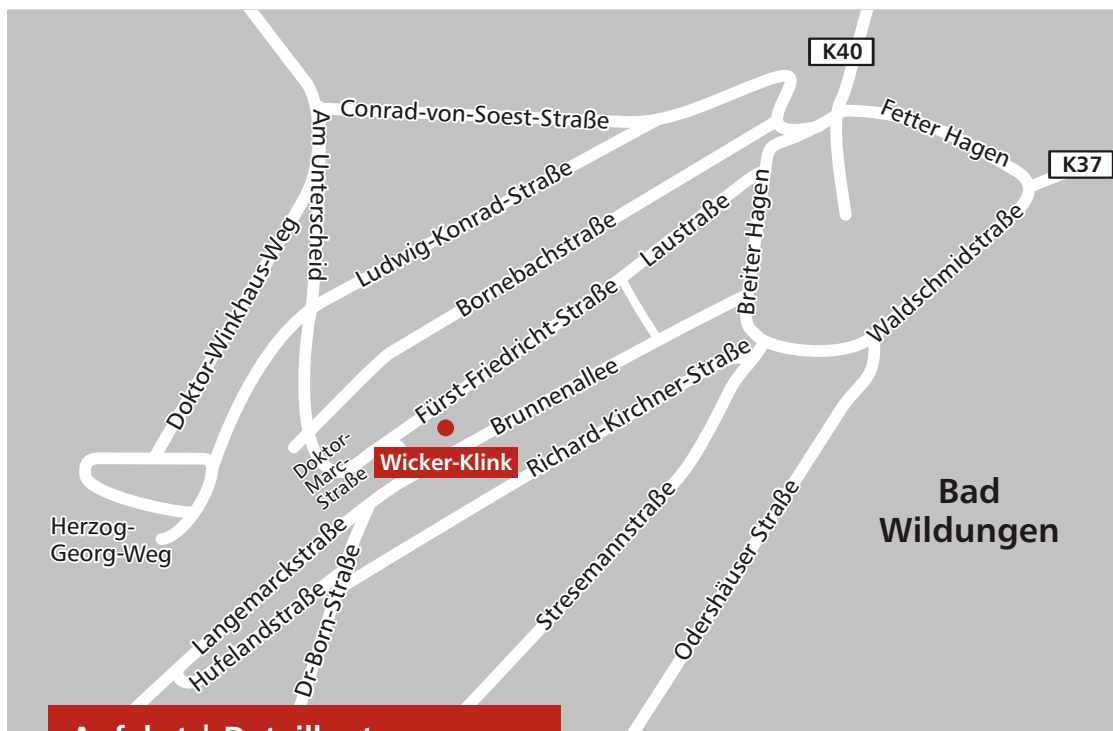 K40
Conrad-von-Soest-Straße
Fetter Hagen
K37
Am Unterscheid
Ludwig-Konrad-Straße
Breiter Hagen
Laustraße
Bornebachstraße
Waldschmidstraße
Doktor-Winkhaus-Weg
Fürst-Friedricht-Straße
Brunnenallee
Richard-Kirchner-Straße
Doktor-
Marc-
Straße
Wicker-Klink
Bad
Wildungen
Herzog-
Georg-Weg
Langemarckstraße
Hufelandstraße
Dr-Born-Straße
Stresemannstraße
Odershäuser Straße